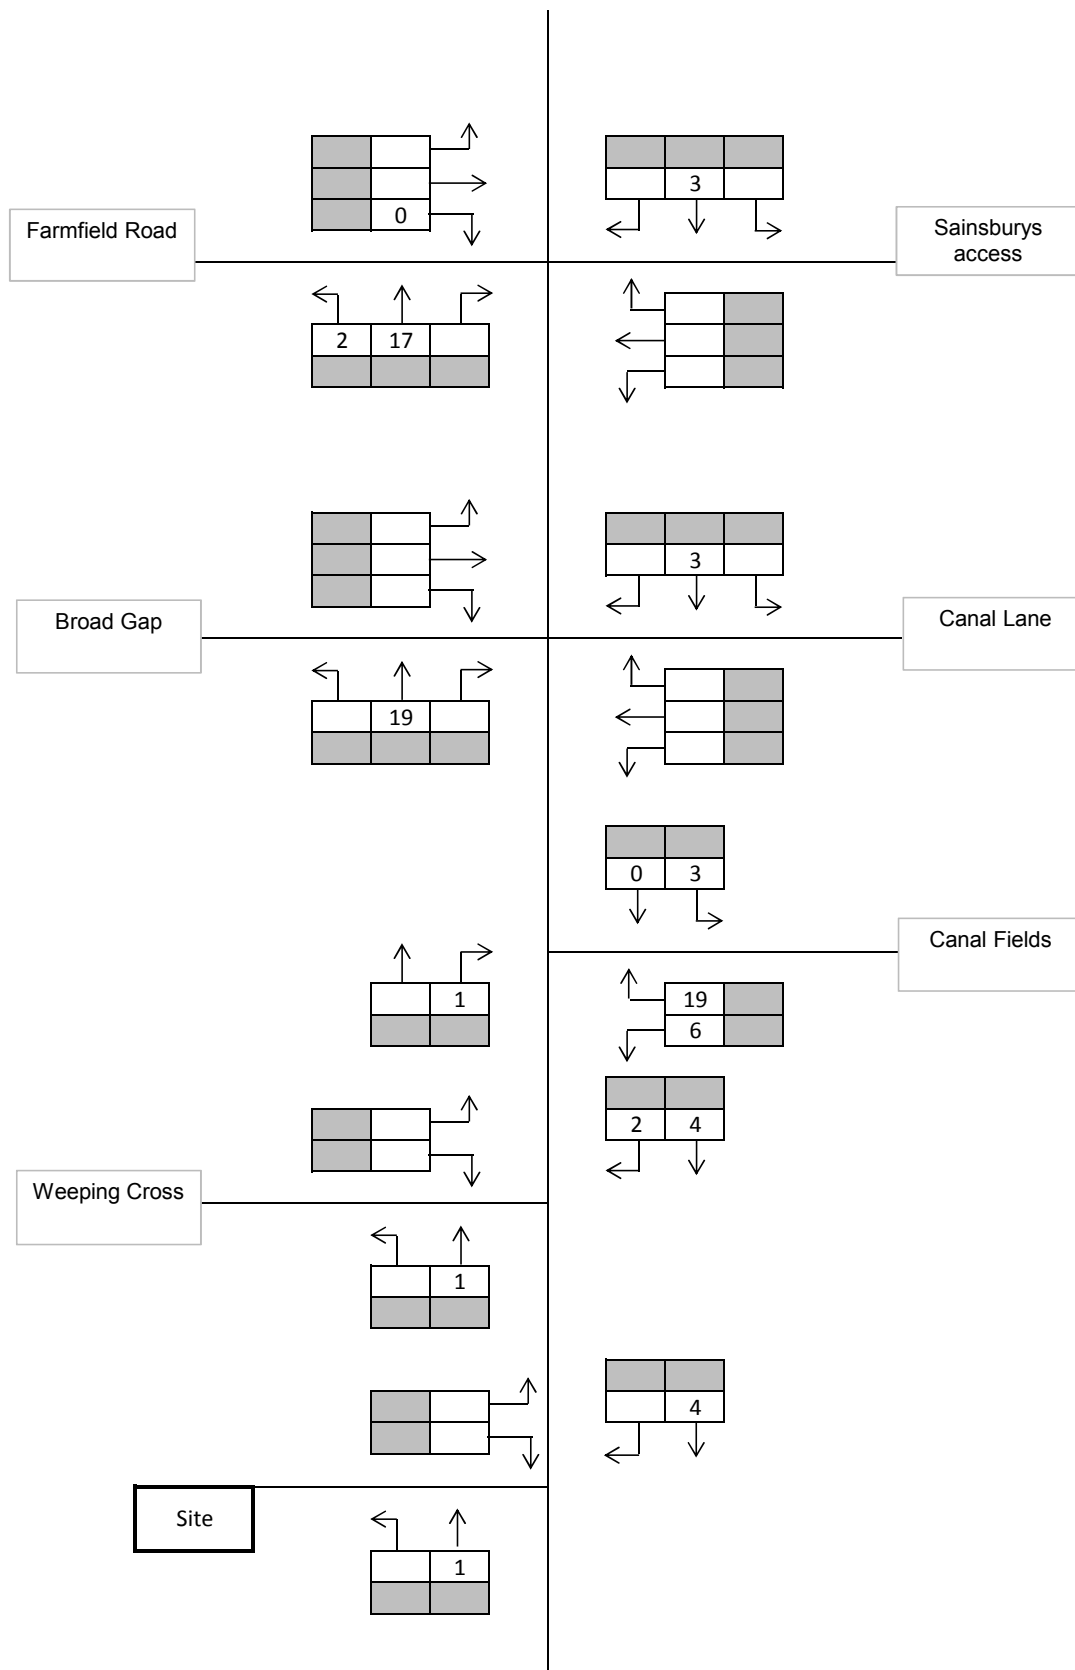 0
3
Farmfield Road
Sainsburys
access
2 17
3
Broad Gap
Canal Lane
19
0 3
Canal Fields
1
19
6
2 4
Weeping Cross
1
4
Site
1